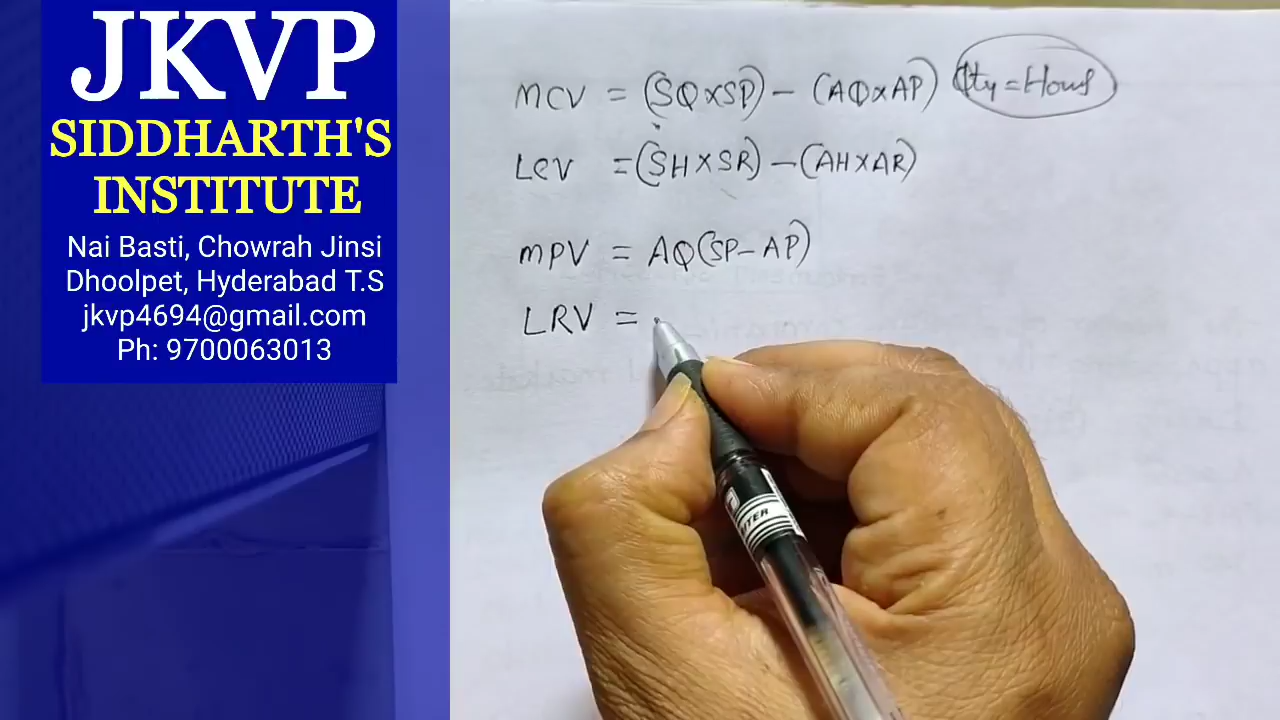 JKVP
SIDDHARTH'S
INSTITUTE
Nai Basti, Chowrah Jinsi
Dhoolpet, Hyderabad T.S
jkvp4694@gmail.com
Ph: 9700063013
MCV = (SQ×SP) – (AQ×AP) Qty = Hours
LCV = (SH×SR) – (AH×AR)
MPV = AQ(SP – AP)
LRV =